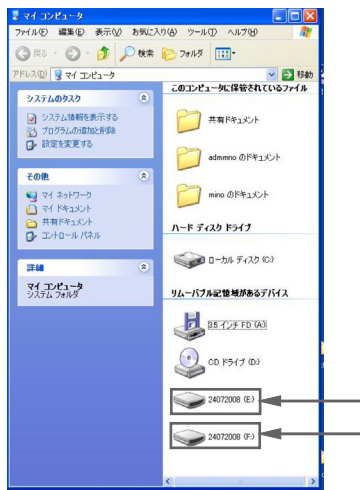 マイ コンピュータ
ファイル(F) 編集(E) 表示(V) お気に入り(A) ツール(T) ヘルプ(H)
戻る 検索 フォルダ
アドレス(D) マイ コンピュータ 移動
システムのタスク
システム情報を表示する
プログラムの追加と削除
設定を変更する
その他
マイ ネットワーク
マイ ドキュメント
共有ドキュメント
コントロール パネル
詳細
マイ コンピュータ
システム フォルダ
このコンピュータに保管されているファイル
共有ドキュメント
admmno のドキュメント
mino のドキュメント
ハード ディスク ドライブ
ローカル ディスク (C:)
リムーバブル記憶域があるデバイス
3.5 インチ FD (A:)
CD ドライブ (D:)
24072008 (E:)
24072008 (F:)